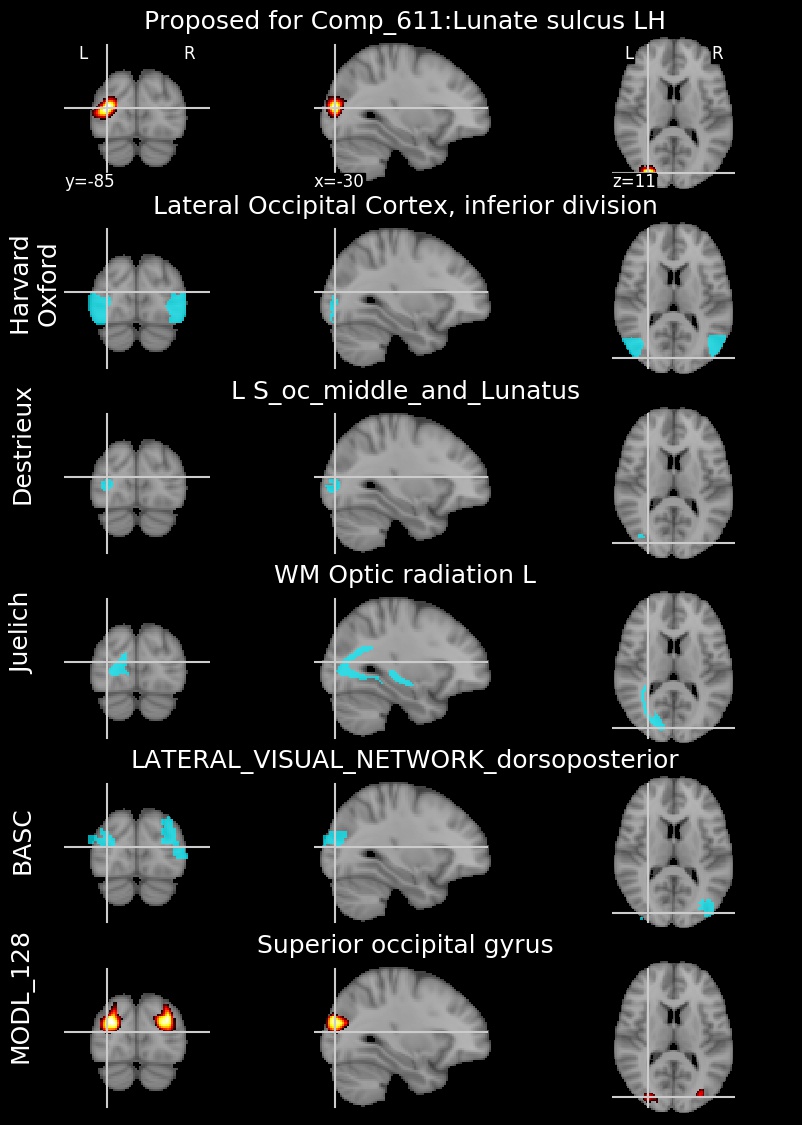 Proposed for Comp_611:Lunate sulcus LH
L R
L R
y=-85 x=-30 z=11
Lateral Occipital Cortex, inferior division
Harvard
Oxford
L S_oc_middle_and_Lunatus
Destrieux
WM Optic radiation L
Juelich
LATERAL_VISUAL_NETWORK_dorsoposterior
BASC
Superior occipital gyrus
MODL_128